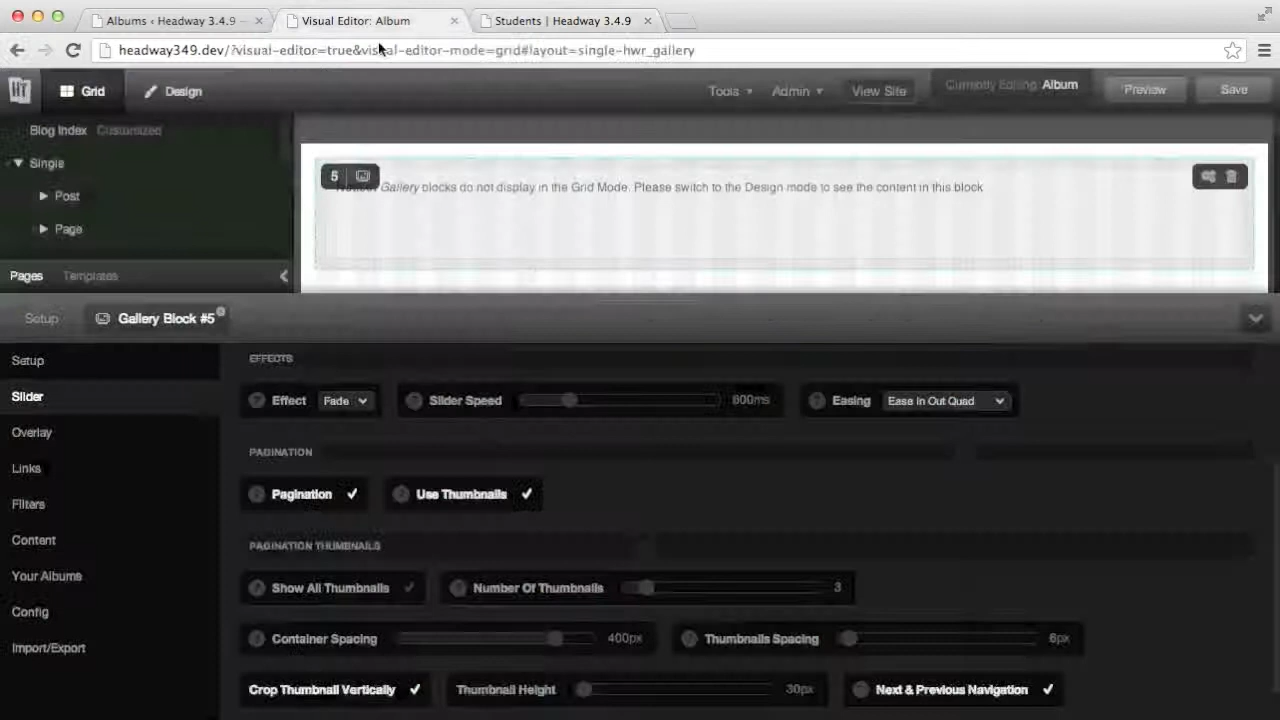 Albums ‹ Headway 3.4.9 –
Visual Editor: Album
Students | Headway 3.4.9
headway349.dev/?visual-editor=true&visual-editor-mode=grid#layout=single-hwr_gallery
Grid
Design
Tools
Admin
View Site
Currently Editing Album
Preview
Save
Blog Index Customized
Single
Post
Page
Pages
Templates
5
Gallery blocks do not display in the Grid Mode. Please switch to the Design mode to see the content in this block
Setup
Gallery Block #5
Setup
Slider
Overlay
Links
Filters
Content
Your Albums
Config
Import/Export
EFFECTS
Effect Fade
Slider Speed 600ms
Easing Ease In Out Quad
PAGINATION
Pagination ✓
Use Thumbnails ✓
PAGINATION THUMBNAILS
Show All Thumbnails ✓
Number Of Thumbnails 3
Container Spacing 400px
Thumbnails Spacing 6px
Crop Thumbnail Vertically ✓
Thumbnail Height 30px
Next & Previous Navigation ✓